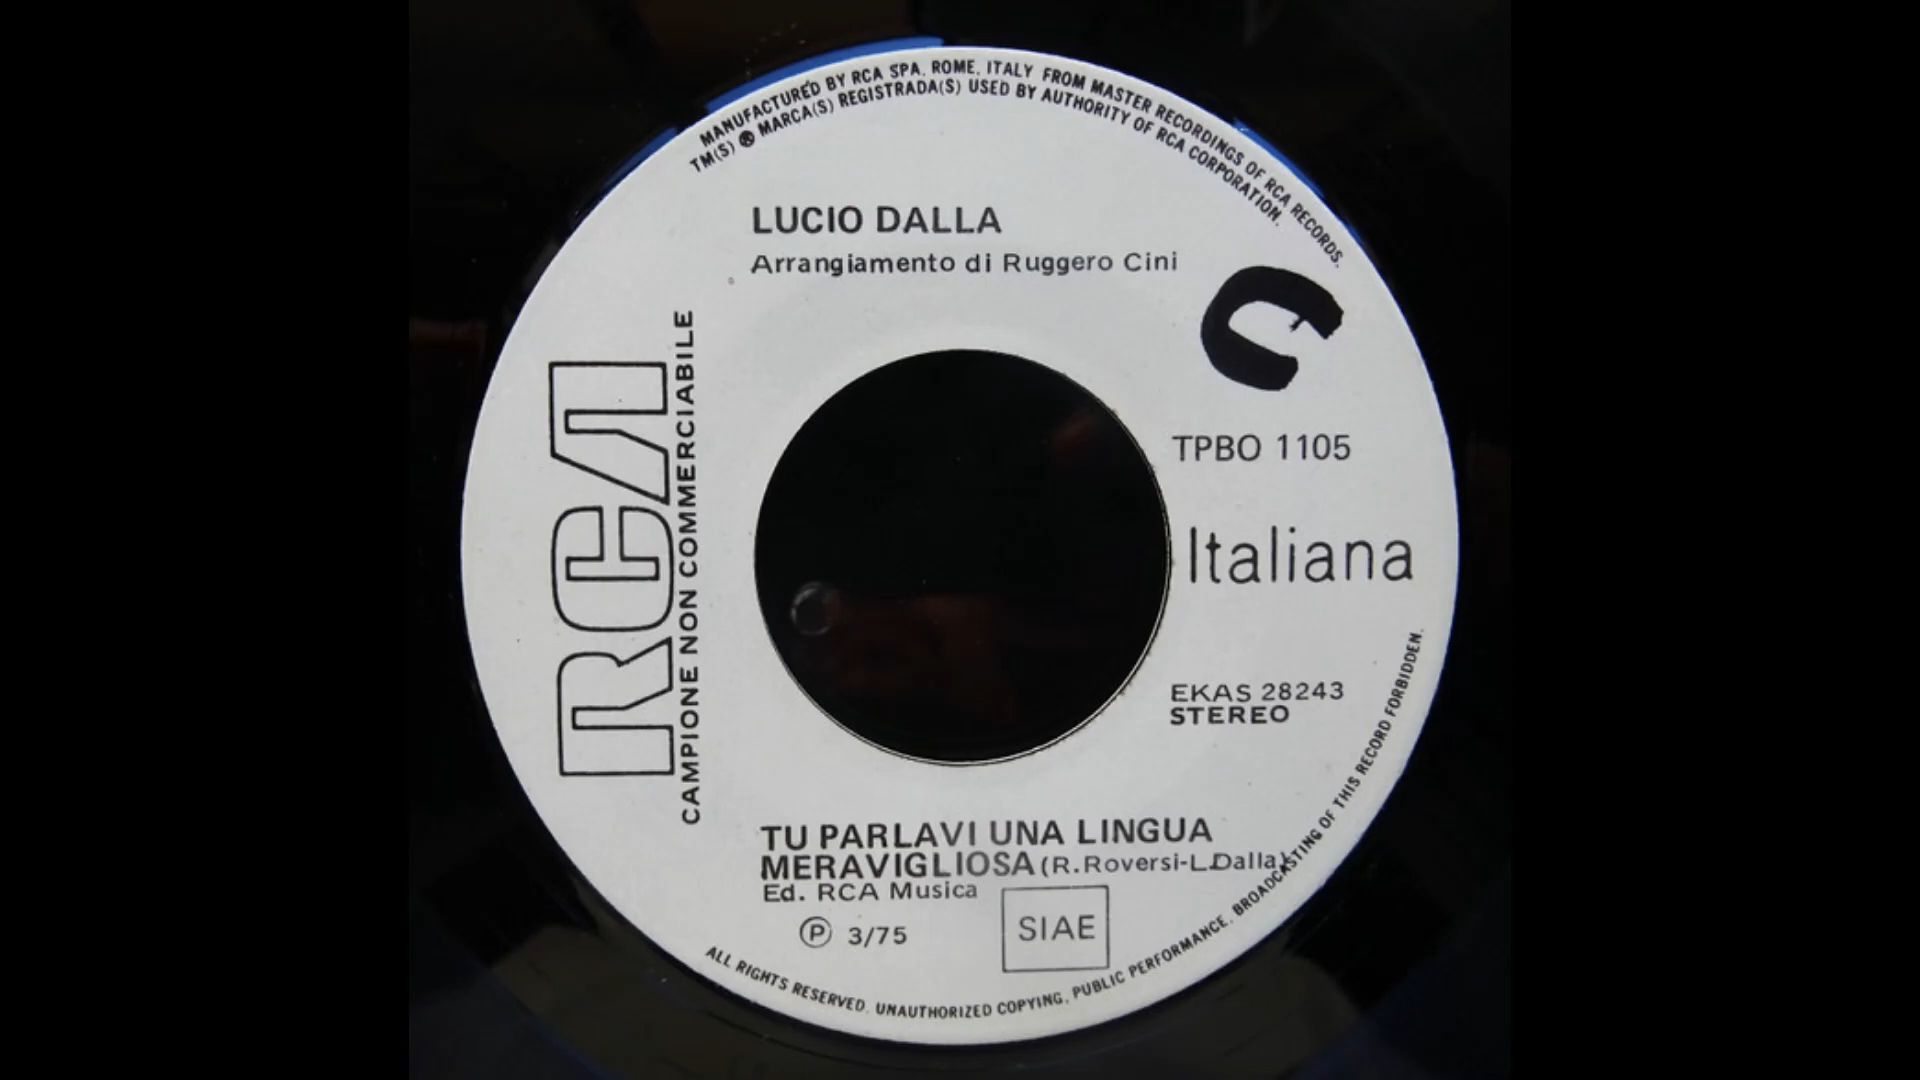 MANUFACTURED BY RCA SPA. ROME. ITALY FROM MASTER RECORDINGS OF RCA RECORDS.
TM(S) ® MARCA(S) REGISTRADA(S) USED BY AUTHORITY OF RCA CORPORATION.
LUCIO DALLA
Arrangiamento di Ruggero Cini
C
RCA
CAMPIONE NON COMMERCIABILE
TPBO 1105
Italiana
EKAS 28243
STEREO
TU PARLAVI UNA LINGUA
MERAVIGLIOSA (R.Roversi-L.Dalla)
Ed. RCA Musica
℗ 3/75
SIAE
ALL RIGHTS RESERVED. UNAUTHORIZED COPYING. PUBLIC PERFORMANCE. BROADCASTING OF THIS RECORD FORBIDDEN.